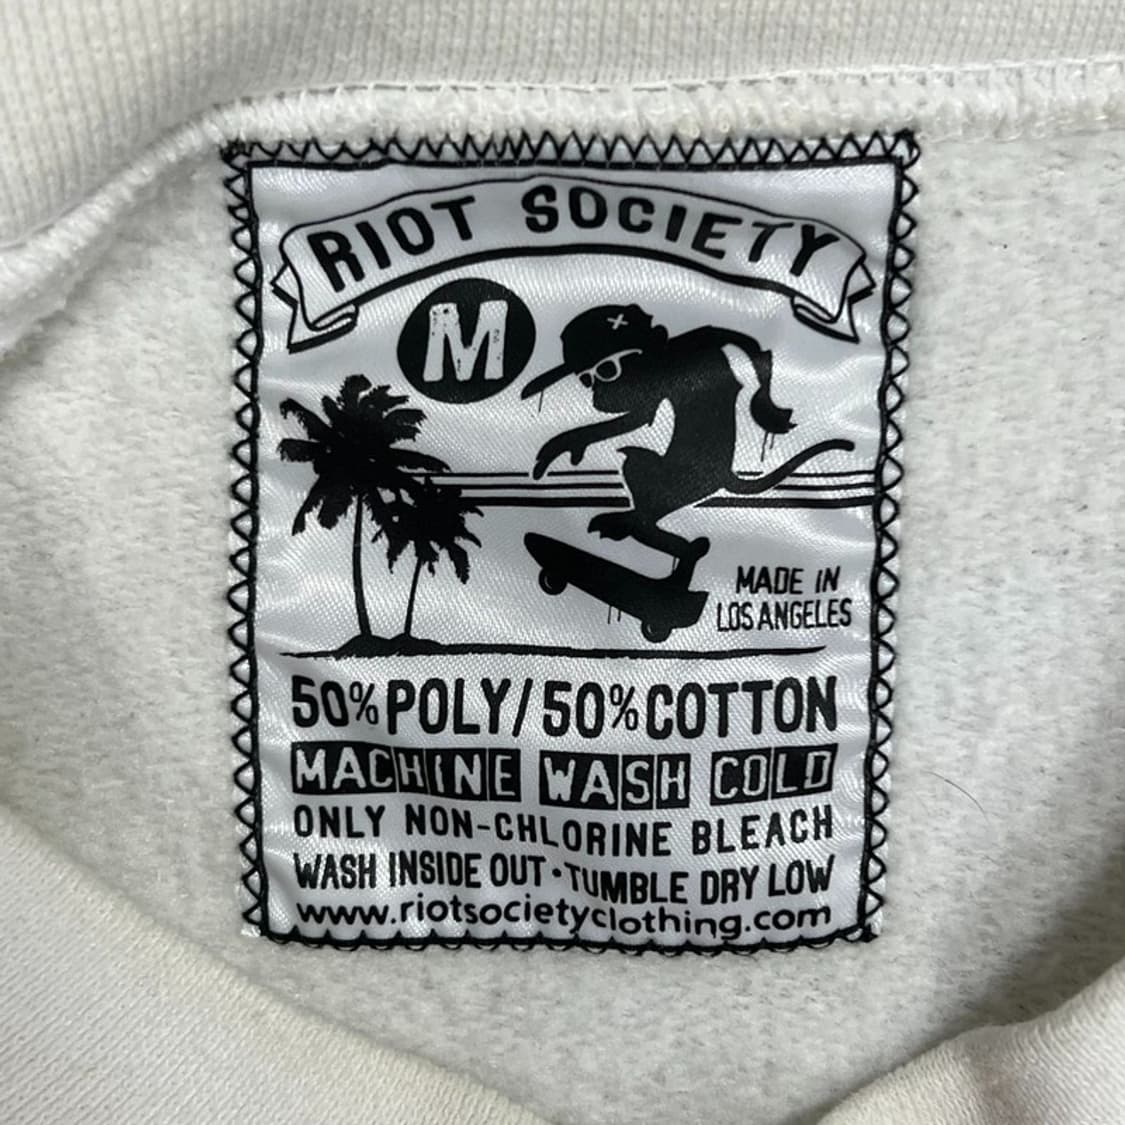 RIOT SOCIETY
M
MADE IN
LOS ANGELES
50% POLY/50% COTTON
MACHINE WASH COLD
ONLY NON-CHLORINE BLEACH
WASH INSIDE OUT • TUMBLE DRY LOW
www.riotsocietyclothing.com